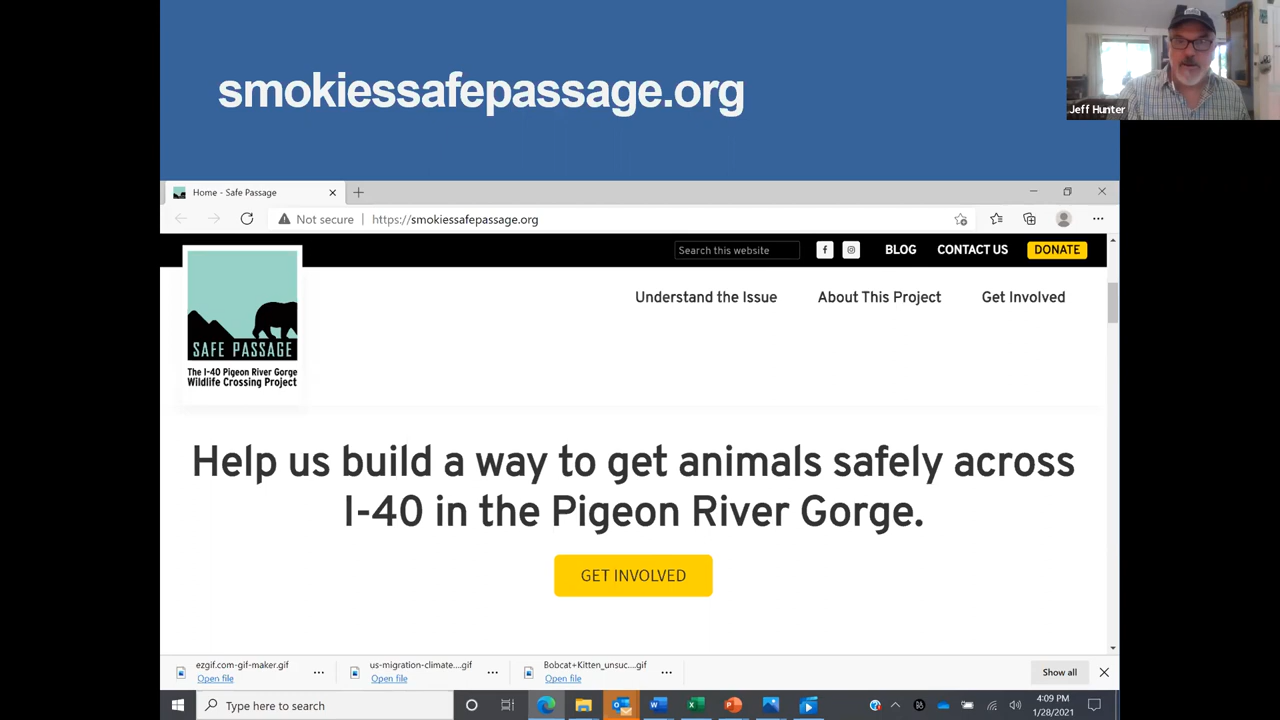 smokiessafepassage.org
Jeff Hunter
Home - Safe Passage
Not secure | https://smokiessafepassage.org
Search this website
BLOG
CONTACT US
DONATE
SAFE PASSAGE
The I-40 Pigeon River Gorge
Wildlife Crossing Project
Understand the Issue
About This Project
Get Involved
Help us build a way to get animals safely across
I-40 in the Pigeon River Gorge.
GET INVOLVED
ezgif.com-gif-maker.gif
Open file
us-migration-climate....gif
Open file
Bobcat+Kitten_unsuc....gif
Open file
Show all
Type here to search
4:09 PM
1/28/2021